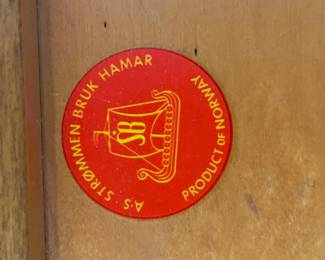 A·S · STRØMMEN BRUK HAMAR
SB
PRODUCT OF NORWAY